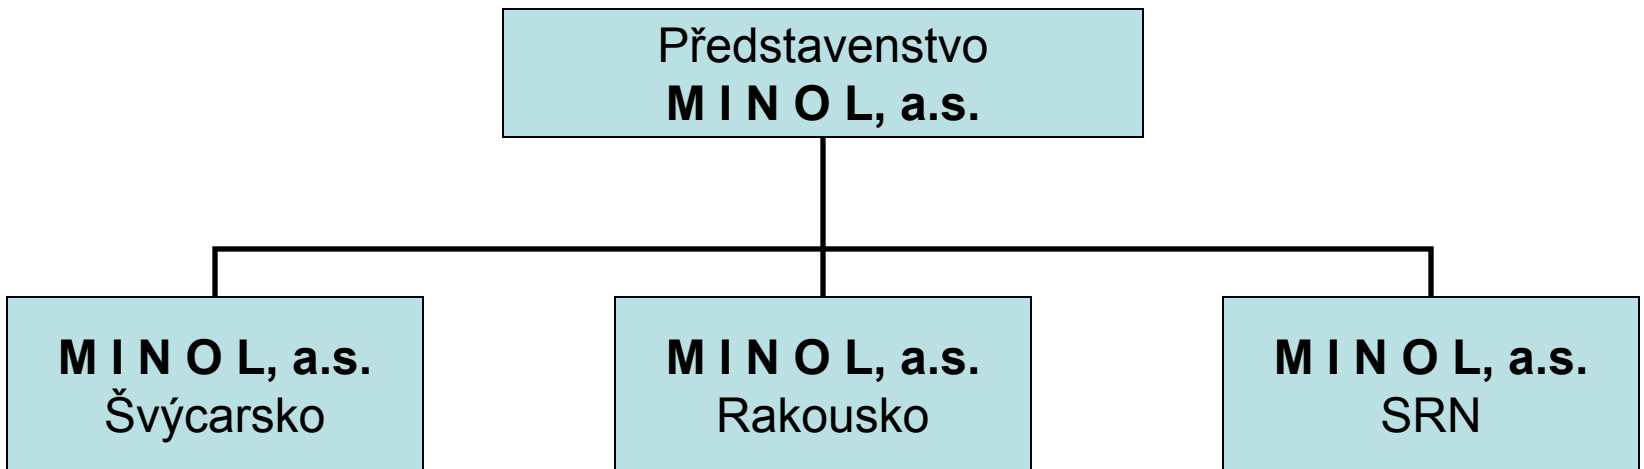 Představenstvo
M I N O L, a.s.
M I N O L, a.s.
Švýcarsko
M I N O L, a.s.
Rakousko
M I N O L, a.s.
SRN